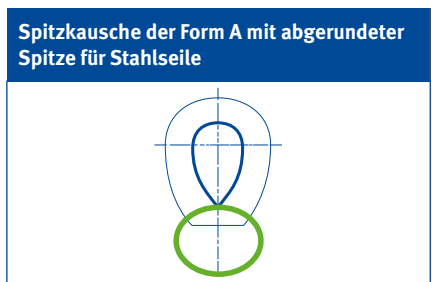 Spitzkausche der Form A mit abgerundeter
Spitze für Stahlseile